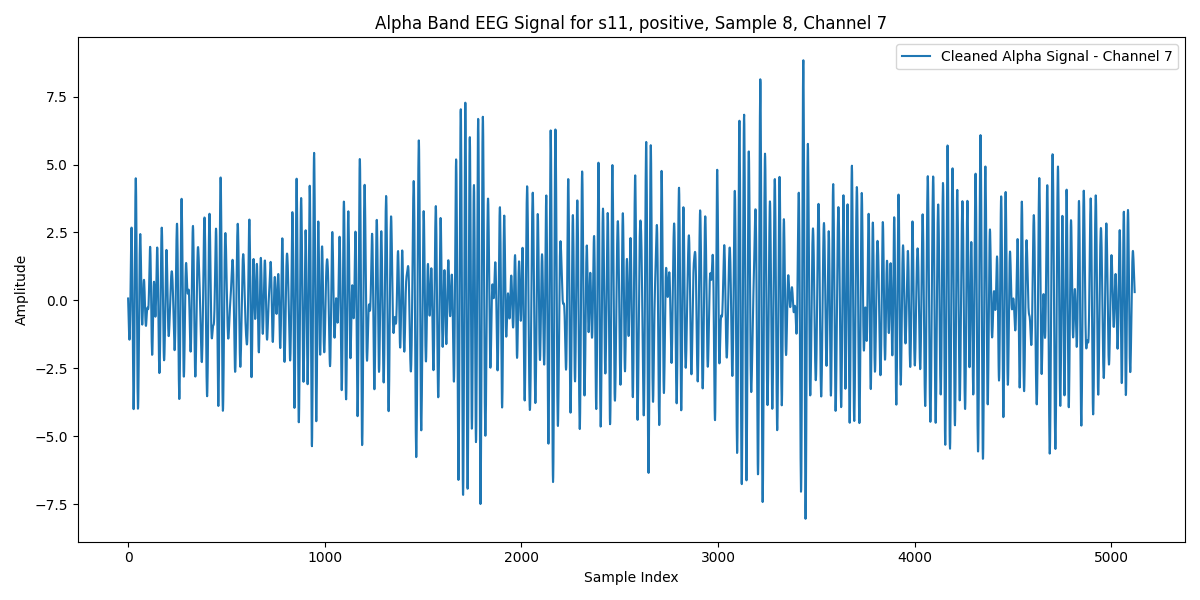 Alpha Band EEG Signal for s11, positive, Sample 8, Channel 7
Cleaned Alpha Signal - Channel 7
7.5
5.0
2.5
0.0
−2.5
−5.0
−7.5
Amplitude
0 1000 2000 3000 4000 5000
Sample Index